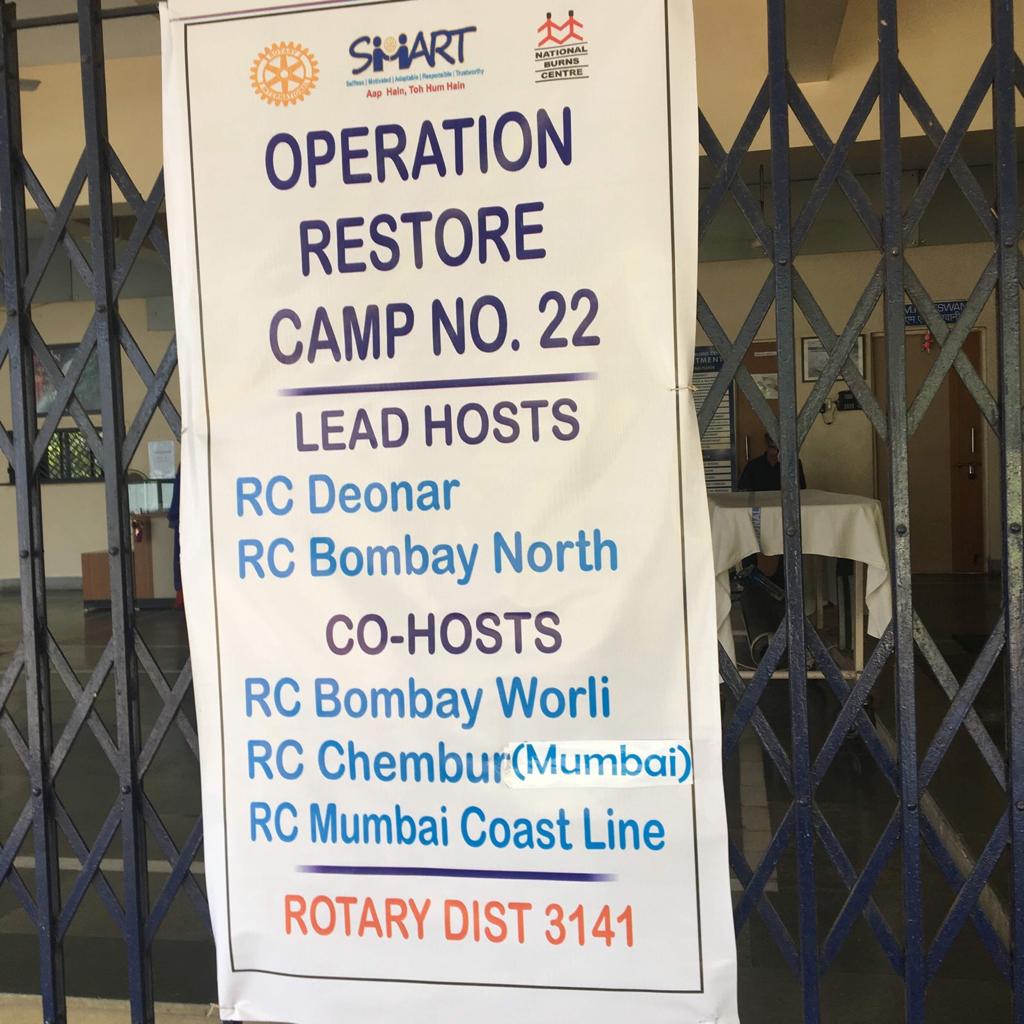 ROTARY INTERNATIONAL
SMART
Selfless | Motivated | Adaptable | Responsible | Trustworthy
Aap Hain, Toh Hum Hain
NATIONAL
BURNS
CENTRE
OPERATION
RESTORE
CAMP NO. 22
LEAD HOSTS
RC Deonar
RC Bombay North
CO-HOSTS
RC Bombay Worli
RC Chembur(Mumbai)
RC Mumbai Coast Line
ROTARY DIST 3141